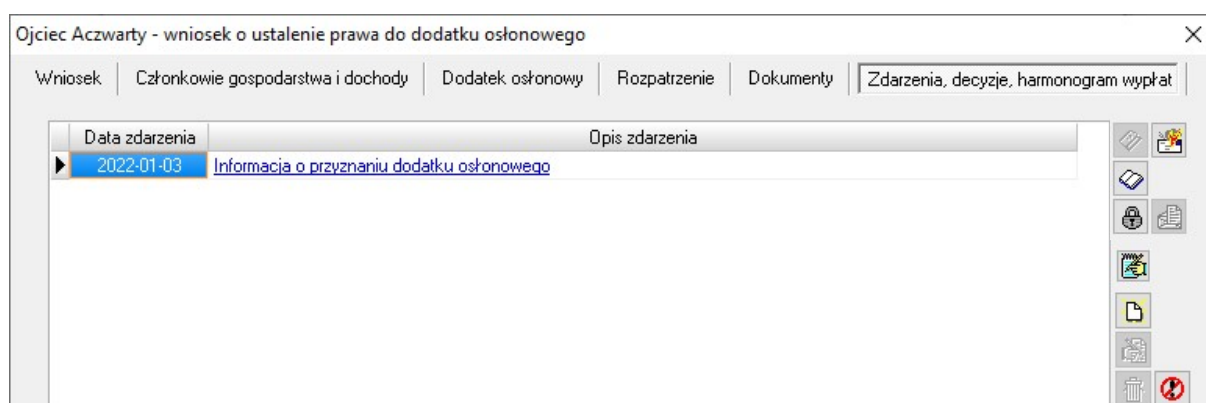 Ojciec Aczwarty - wniosek o ustalenie prawa do dodatku osłonowego
Wniosek Członkowie gospodarstwa i dochody Dodatek osłonowy Rozpatrzenie Dokumenty Zdarzenia, decyzje, harmonogram wypłat
Data zdarzenia Opis zdarzenia
2022-01-03 Informacja o przyznaniu dodatku osłonowego